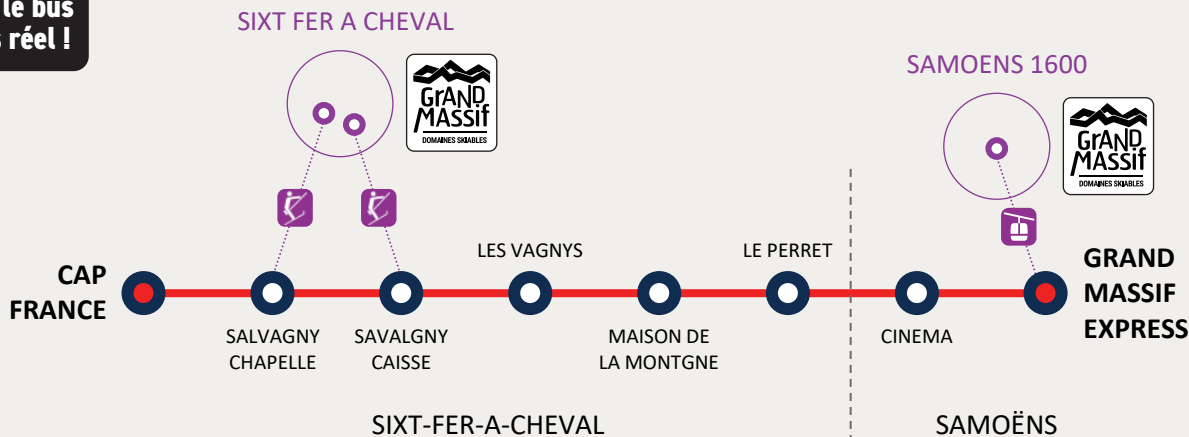 le bus
s réel !
SIXT FER A CHEVAL
GRAND
MASSIF
DOMAINES SKIABLES
SAMOENS 1600
GRAND
MASSIF
DOMAINES SKIABLES
CAP
FRANCE
SALVAGNY
CHAPELLE
SAVALGNY
CAISSE
LES VAGNYS
MAISON DE
LA MONTGNE
LE PERRET
CINEMA
GRAND
MASSIF
EXPRESS
SIXT-FER-A-CHEVAL
SAMOËNS